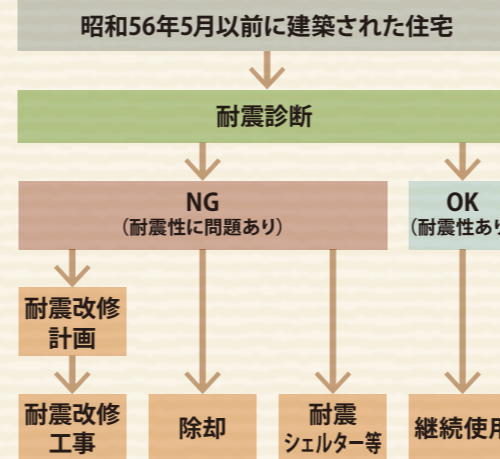 昭和56年5月以前に建築された住宅
耐震診断
NG
（耐震性に問題あり）
OK
（耐震性あり
耐震改修
計画
耐震改修
工事
除却
耐震
シェルター等
継続使用